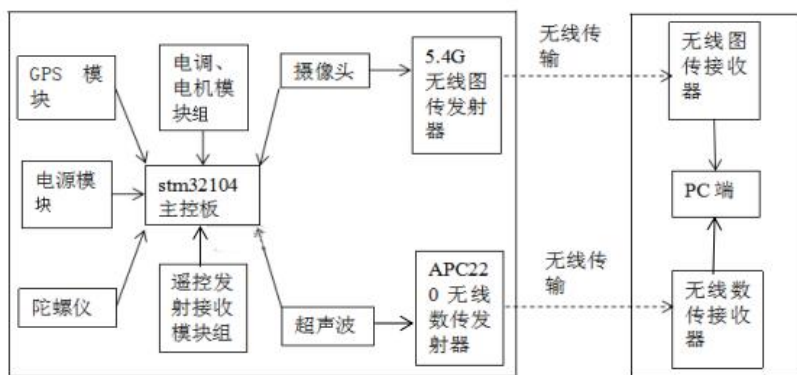 GPS 模
块
电调、
电机模
块组
摄像头
5.4G
无线图
传发射
器
无线传
输
无线图
传接收
器
电源模
块
stm32104
主控板
PC 端
陀螺仪
遥控发
射接收
模块组
超声波
APC22
0 无线
数传发
射器
无线传
输
无线数
传接收
器